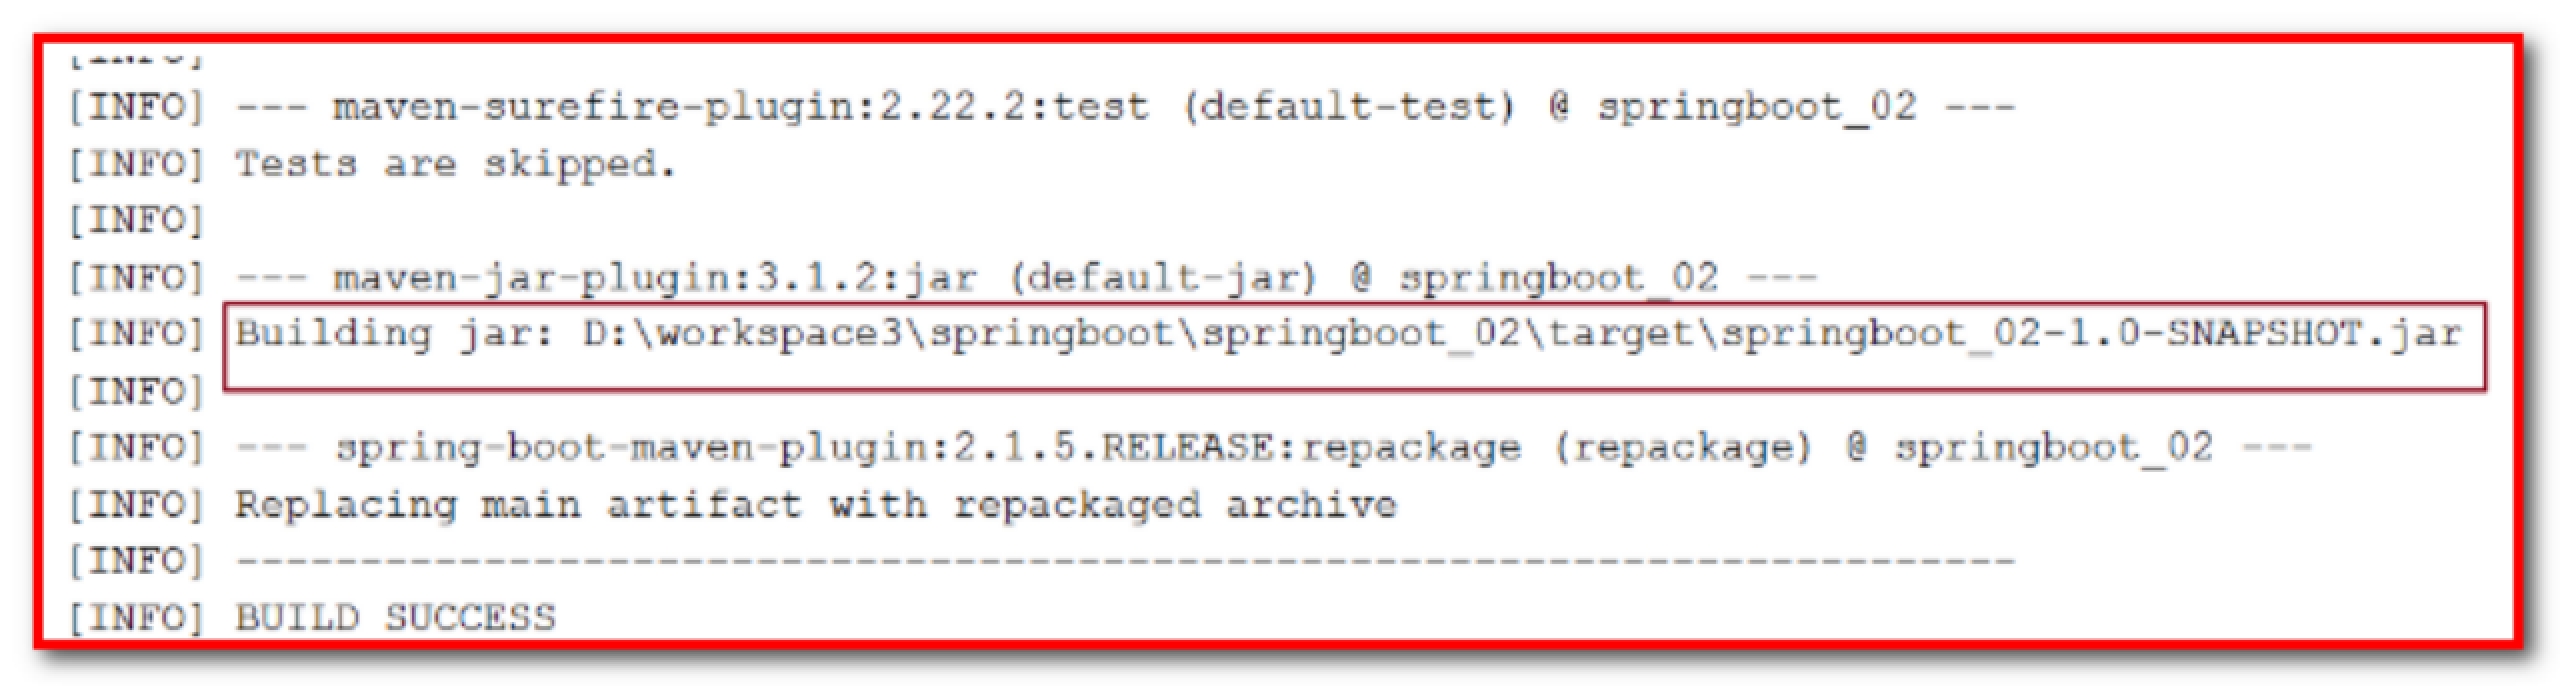 [INFO] --- maven-surefire-plugin:2.22.2:test (default-test) @ springboot_02 ---
[INFO] Tests are skipped.
[INFO]
[INFO] --- maven-jar-plugin:3.1.2:jar (default-jar) @ springboot_02 ---
[INFO] Building jar: D:\workspace3\springboot\springboot_02\target\springboot_02-1.0-SNAPSHOT.jar
[INFO]
[INFO] --- spring-boot-maven-plugin:2.1.5.RELEASE:repackage (repackage) @ springboot_02 ---
[INFO] Replacing main artifact with repackaged archive
[INFO] ------------------------------------------------------------------------
[INFO] BUILD SUCCESS